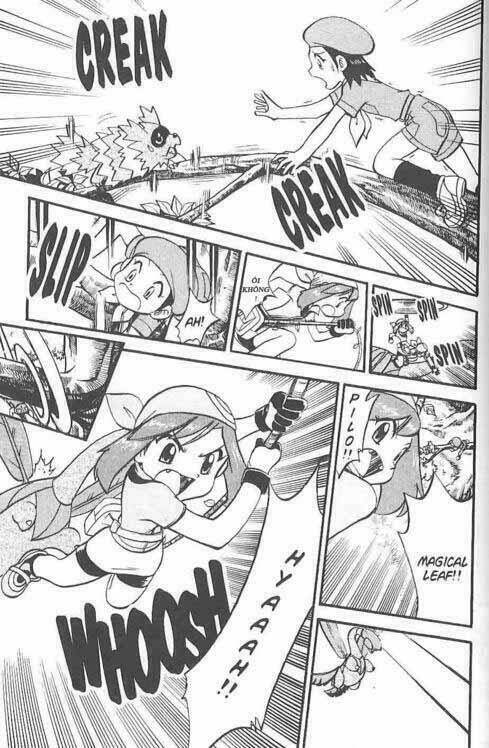 CREAK
CREAK
SLIP
AH!
ÔI
KHÔNG
SPIN
SPIN
SPIN
PILO!!
MAGICAL
LEAF!!
HYAAAH!!
WHOOSH